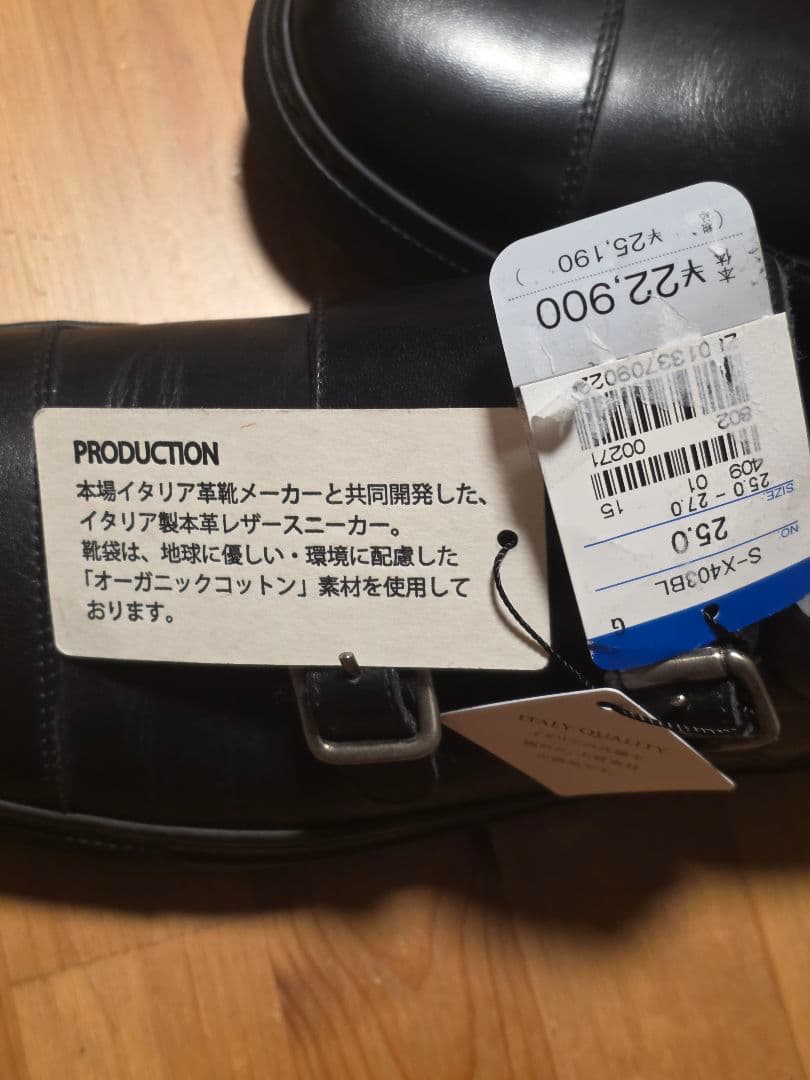 PRODUCTION
本場イタリア革靴メーカーと共同開発した、
イタリア製本革レザースニーカー。
靴袋は、地球に優しい・環境に配慮した
「オーガニックコットン」素材を使用して
おります。
G
NO. S-X403BL
SIZE: 25.0
25.0 - 27.0
409 01 15
802 00271
本体 ¥22,900
(税込 ¥25,190 )
ITALY QUALITY